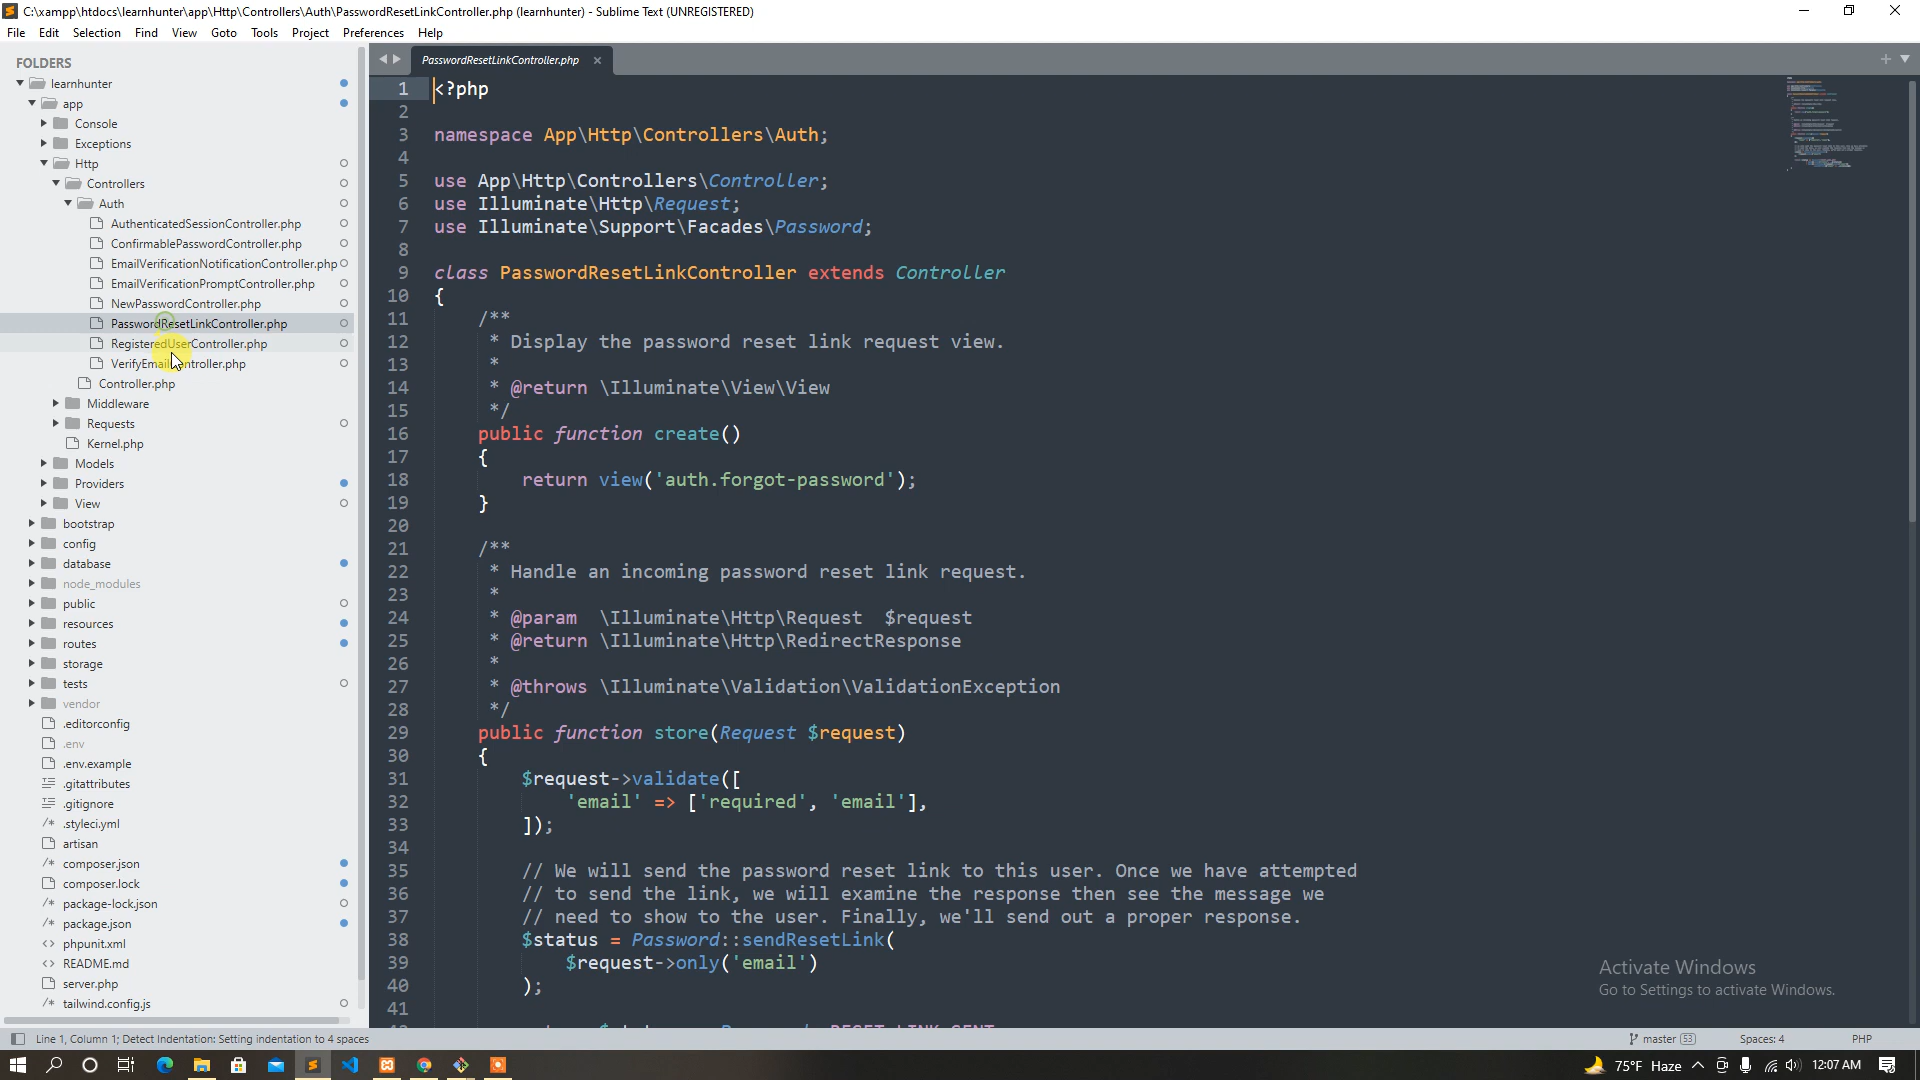 C:\xampp\htdocs\learnhunter\app\Http\Controllers\Auth\PasswordResetLinkController.php (learnhunter) - Sublime Text (UNREGISTERED)
File Edit Selection Find View Goto Tools Project Preferences Help
FOLDERS
learnhunter
app
Console
Exceptions
Http
Controllers
Auth
AuthenticatedSessionController.php
ConfirmablePasswordController.php
EmailVerificationNotificationController.php
EmailVerificationPromptController.php
NewPasswordController.php
PasswordResetLinkController.php
RegisteredUserController.php
Controller.php
Middleware
Requests
Kernel.php
Models
Providers
View
bootstrap
config
database
node_modules
public
resources
routes
storage
tests
vendor
.editorconfig
.env
.env.example
.gitattributes
.gitignore
/* .styleci.yml
artisan
/* composer.json
composer.lock
/* package-lock.json
/* package.json
<> phpunit.xml
<> README.md
server.php
/* tailwind.config.js
PasswordResetLinkController.php ×
1 <?php
2
3 namespace App\Http\Controllers\Auth;
4
5 use App\Http\Controllers\Controller;
6 use Illuminate\Http\Request;
7 use Illuminate\Support\Facades\Password;
8
9 class PasswordResetLinkController extends Controller
10 {
11 /**
12 * Display the password reset link request view.
13 *
14 * @return \Illuminate\View\View
15 */
16 public function create()
17 {
18 return view('auth.forgot-password');
19 }
20
21 /**
22 * Handle an incoming password reset link request.
23 *
24 * @param \Illuminate\Http\Request $request
25 * @return \Illuminate\Http\RedirectResponse
26 *
27 * @throws \Illuminate\Validation\ValidationException
28 */
29 public function store(Request $request)
30 {
31 $request->validate([
32 'email' => ['required', 'email'],
33 ]);
34
35 // We will send the password reset link to this user. Once we have attempted
36 // to send the link, we will examine the response then see the message we
37 // need to show to the user. Finally, we'll send out a proper response.
38 $status = Password::sendResetLink(
39 $request->only('email')
40 );
41
Activate Windows
Go to Settings to activate Windows.
Line 1, Column 1; Detect Indentation: Setting indentation to 4 spaces
master 53
Spaces: 4
PHP
75°F Haze
12:07 AM